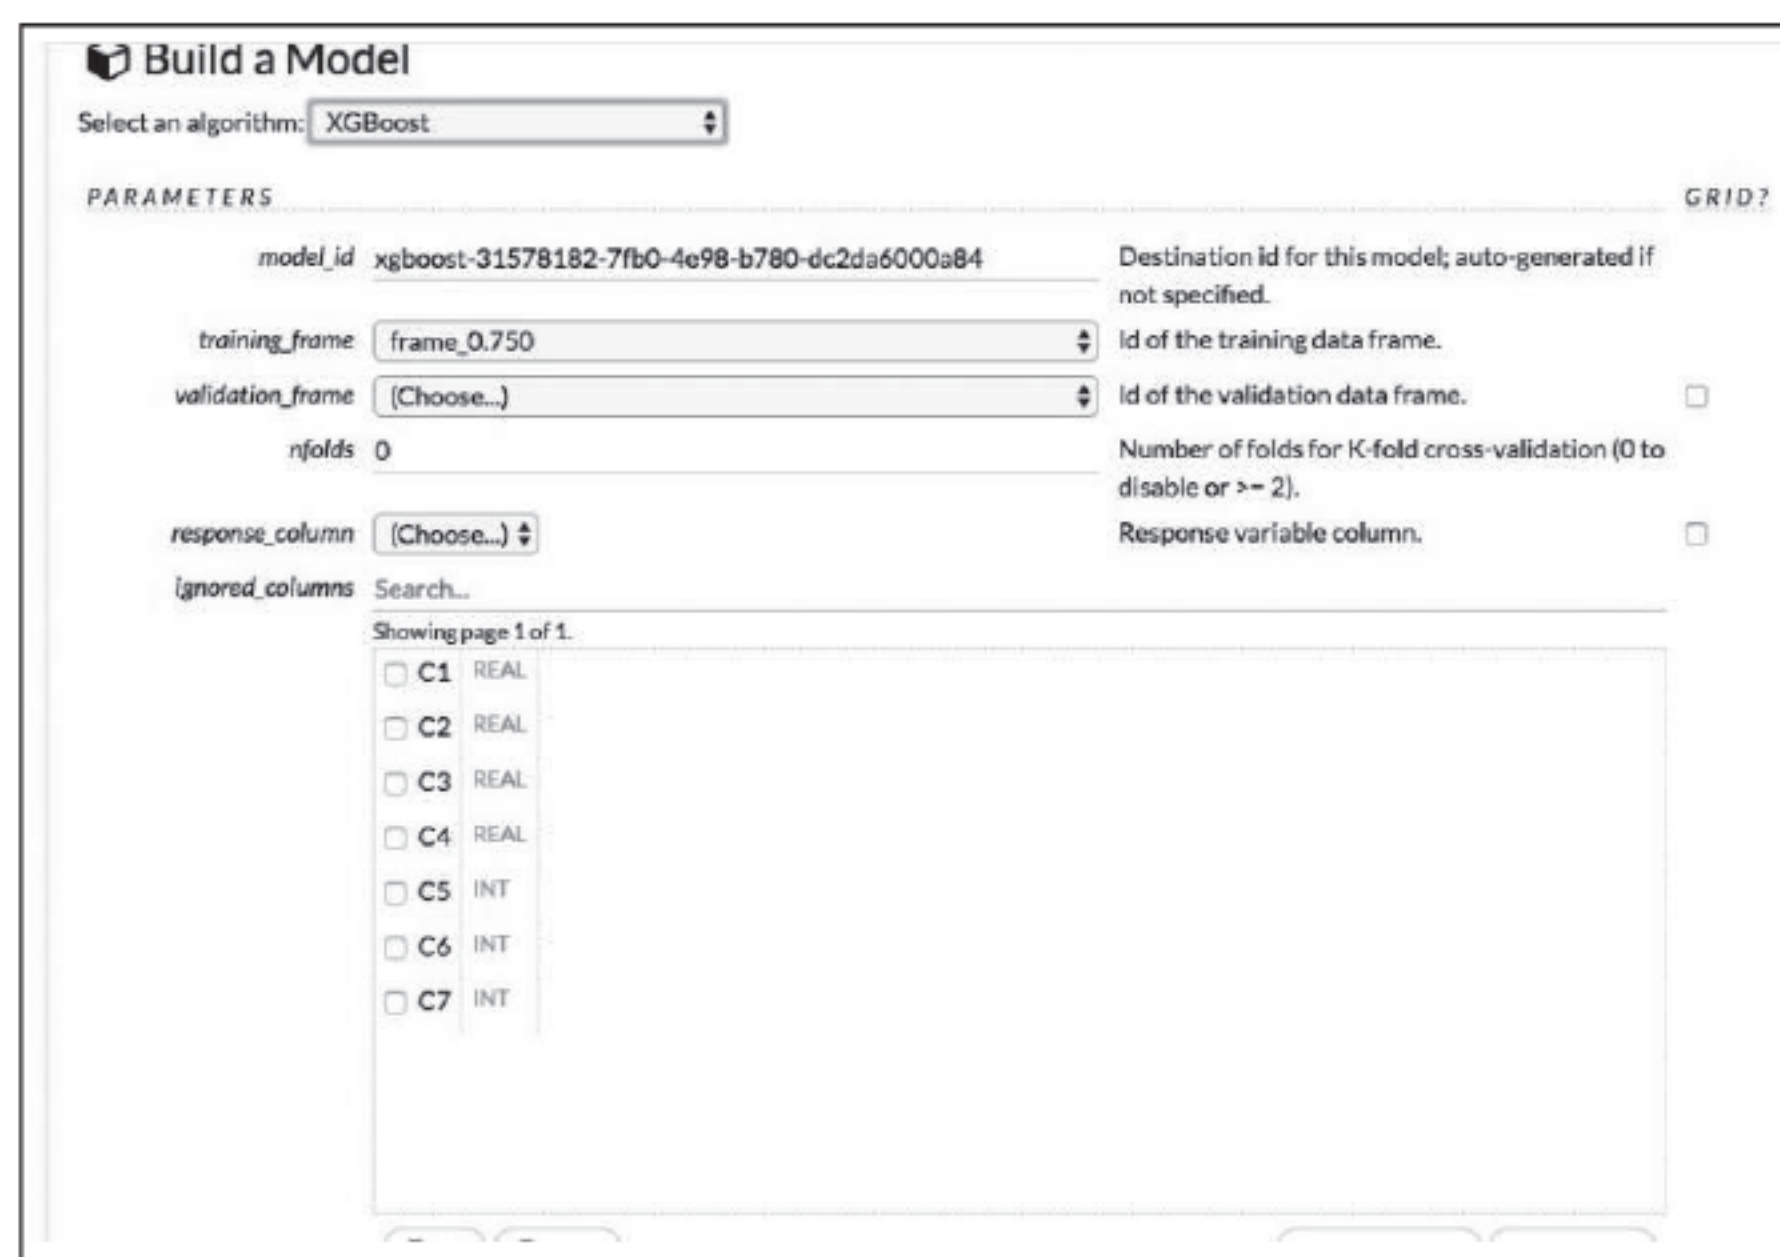 Build a Model
Select an algorithm: XGBoost
PARAMETERS GRID?
model_id xgboost-31578182-7fb0-4e98-b780-dc2da6000a84 Destination id for this model; auto-generated if
not specified.
training_frame frame_0.750 Id of the training data frame.
validation_frame (Choose...) Id of the validation data frame.
nfolds 0 Number of folds for K-fold cross-validation (0 to
disable or >= 2).
response_column (Choose...) Response variable column.
ignored_columns Search...
Showing page 1 of 1.
C1 REAL
C2 REAL
C3 REAL
C4 REAL
C5 INT
C6 INT
C7 INT